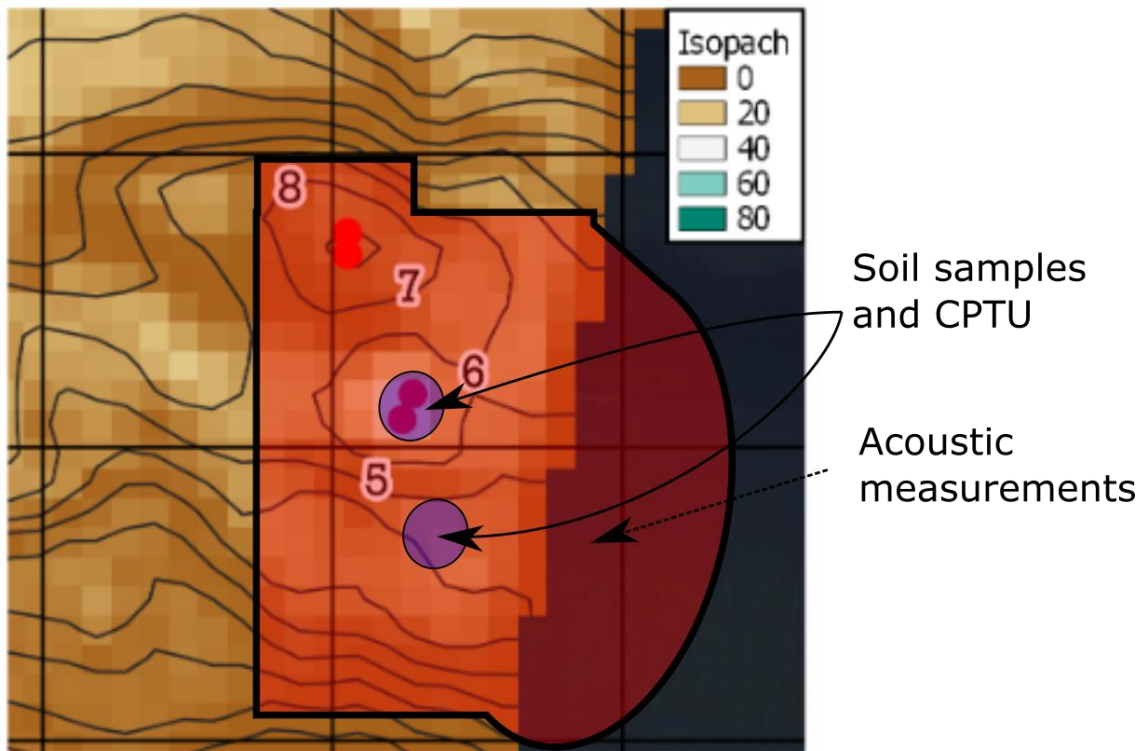 Isopach
0
20
40
60
80
8
7
6
5
Soil samples
and CPTU
Acoustic
measurements